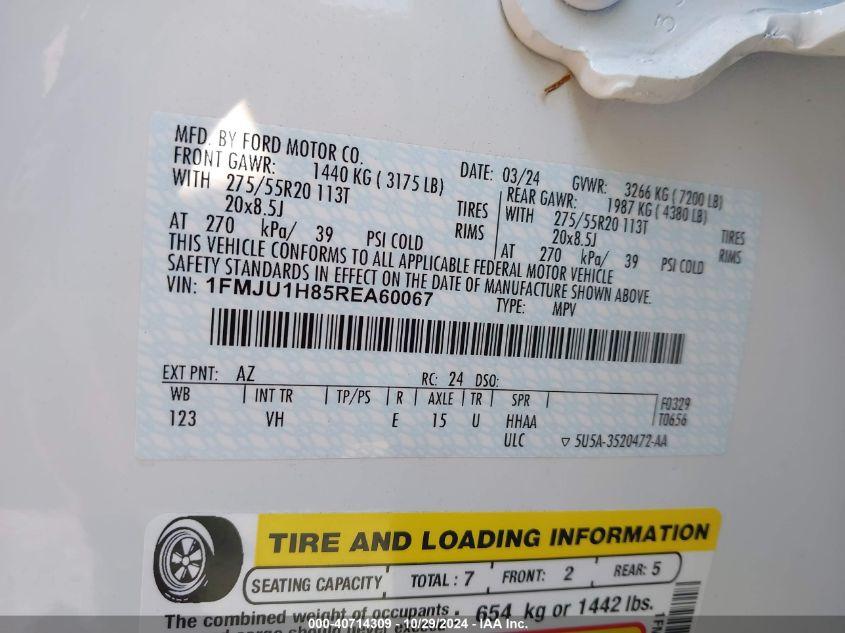 MFD. BY FORD MOTOR CO.
DATE: 03/24 GVWR: 3266 KG ( 7200 LB)
FRONT GAWR: 1440 KG ( 3175 LB)
REAR GAWR: 1987 KG ( 4380 LB)
WITH 275/55R20 113T TIRES
WITH 275/55R20 113T TIRES
20x8.5J RIMS
20x8.5J RIMS
AT 270 kPa/ 39 PSI COLD
AT 270 kPa/ 39 PSI COLD
THIS VEHICLE CONFORMS TO ALL APPLICABLE FEDERAL MOTOR VEHICLE
SAFETY STANDARDS IN EFFECT ON THE DATE OF MANUFACTURE SHOWN ABOVE.
VIN: 1FMJU1H85REA60067
TYPE: MPV
EXT PNT: AZ RC: 24 DSO:
WB INT TR TP/PS R AXLE TR SPR
123 VH E 15 U HHAA
F0329
T0656
ULC ▽ 5U5A-3520472-AA
TIRE AND LOADING INFORMATION
SEATING CAPACITY TOTAL : 7 FRONT: 2 REAR: 5
The combined weight of occupants 654 kg or 1442 lbs.
000-40714309 - 10/29/2024 - IAA Inc.